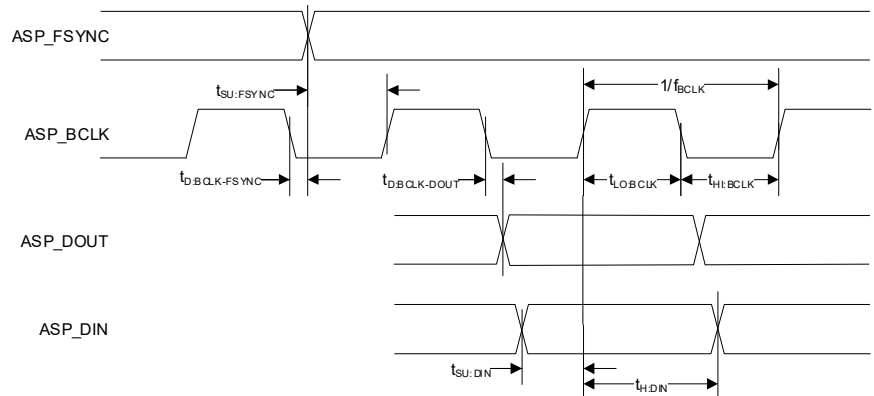 ASP_FSYNC
tSU:FSYNC
1/fBCLK
ASP_BCLK
tD:BCLK-FSYNC
tD:BCLK-DOUT
tLO:BCLK
tHI:BCLK
ASP_DOUT
ASP_DIN
tSU:DIN
tH:DIN